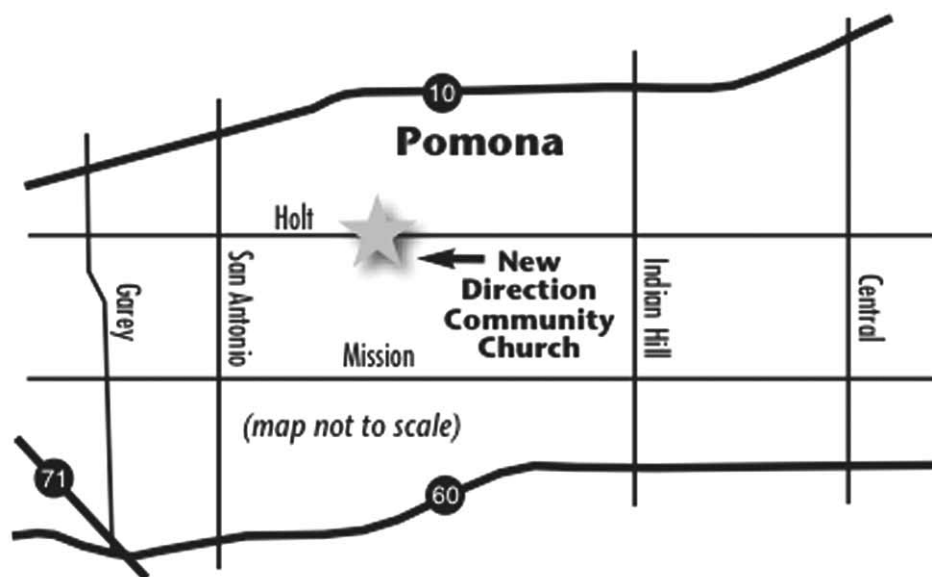 10
Pomona
Holt
New
Direction
Community
Church
San Antonio
Garey
Indian Hill
Central
Mission
(map not to scale)
71
60